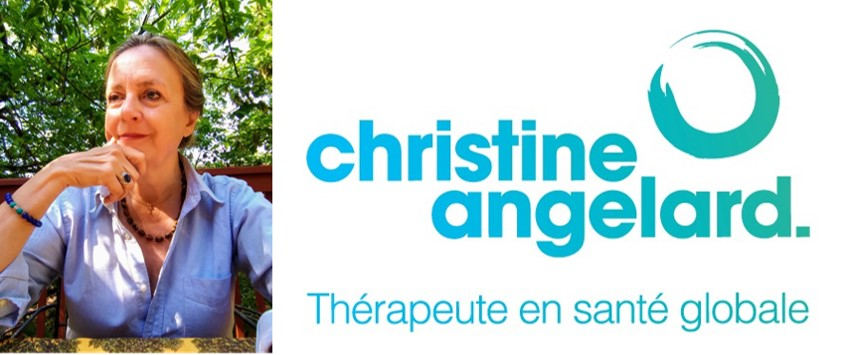 christine
angelard.
Thérapeute en santé globale